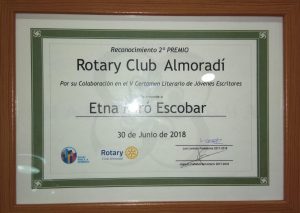 Reconocimiento 2º PREMIO
Rotary Club Almoradí
Por su Colaboración en el V Certamen Literario de Jóvenes Escritores
Etna Escobar
30 de Junio de 2018
Rotary